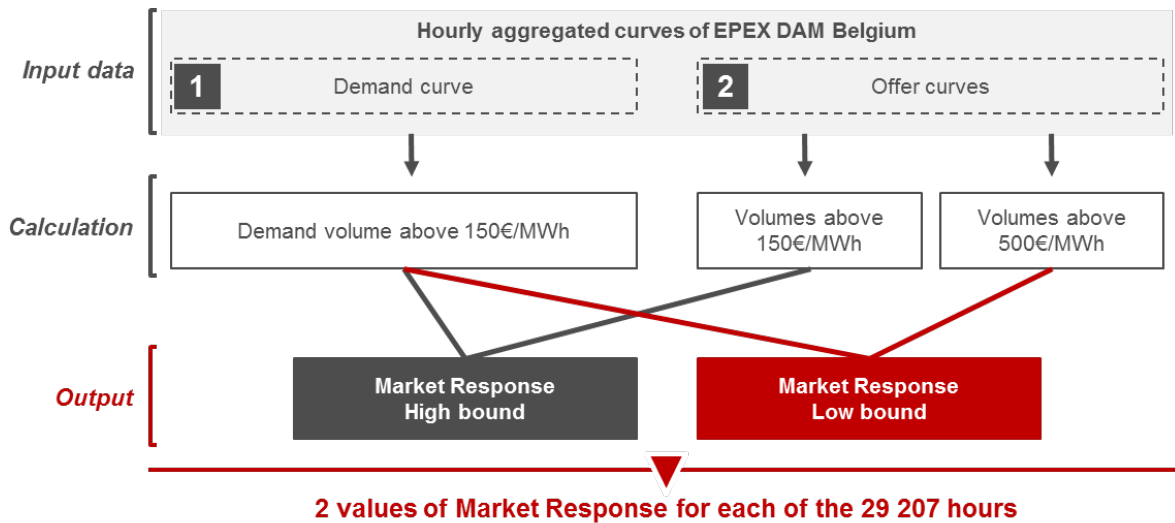 Hourly aggregated curves of EPEX DAM Belgium
Input data
1
Demand curve
2
Offer curves
Calculation
Demand volume above 150€/MWh
Volumes above
150€/MWh
Volumes above
500€/MWh
Output
Market Response
High bound
Market Response
Low bound
2 values of Market Response for each of the 29 207 hours